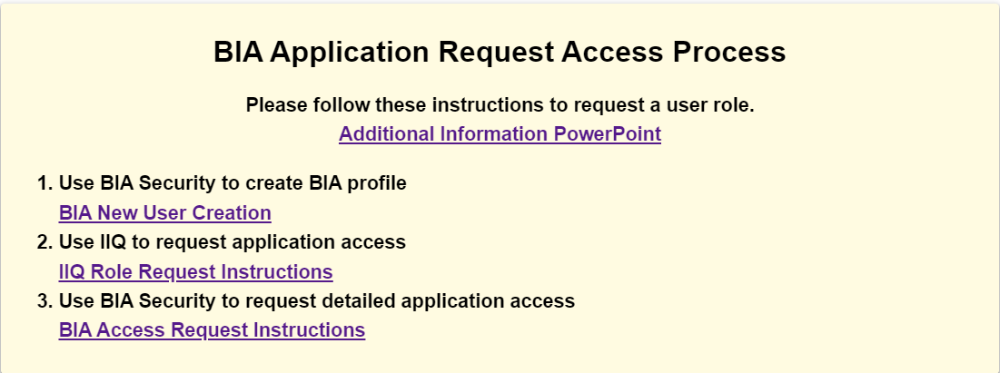 BIA Application Request Access Process
Please follow these instructions to request a user role.
Additional Information PowerPoint
1. Use BIA Security to create BIA profile
BIA New User Creation
2. Use IIQ to request application access
IIQ Role Request Instructions
3. Use BIA Security to request detailed application access
BIA Access Request Instructions